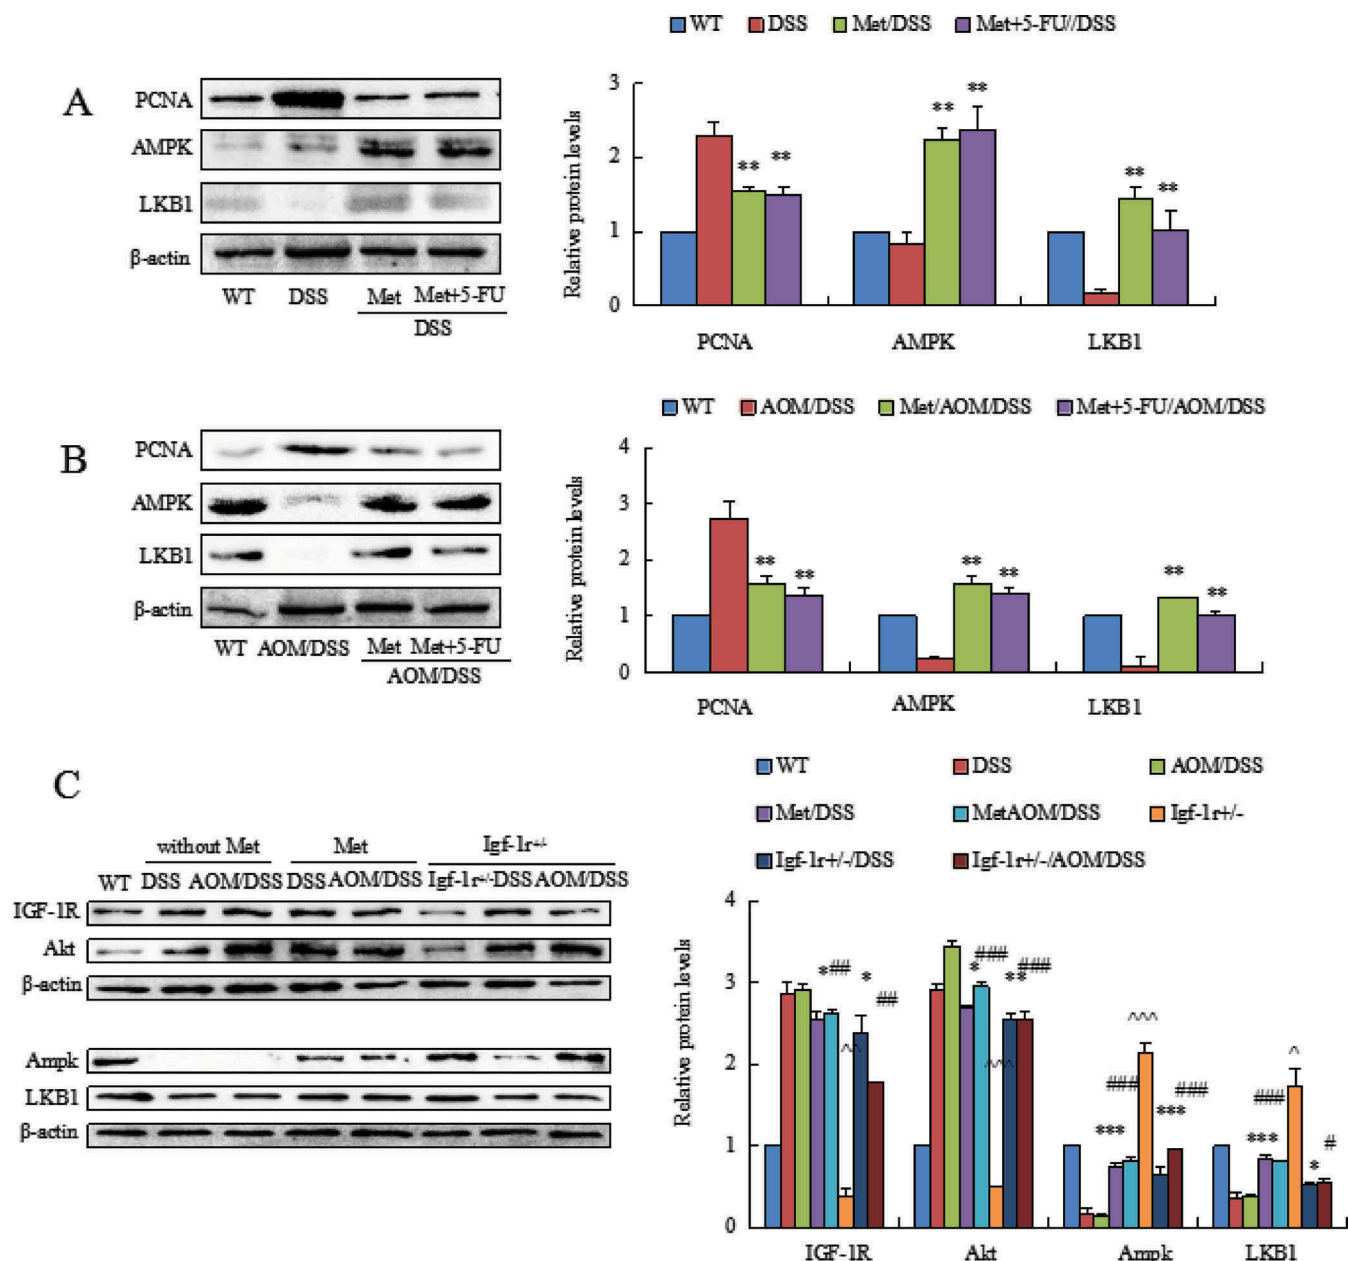 WT DSS Met/DSS Met+5-FU//DSS
A
PCNA
AMPK
LKB1
β-actin
WT DSS Met Met+5-FU
DSS
Relative protein levels
3
2
1
0
** ** ** ** ** **
PCNA AMPK LKB1
WT AOM/DSS Met/AOM/DSS Met+5-FU/AOM/DSS
B
PCNA
AMPK
LKB1
β-actin
WT AOM/DSS Met Met+5-FU
AOM/DSS
Relative protein levels
4
3
2
1
0
** ** ** ** ** **
PCNA AMPK LKB1
C
without Met Met Igf-1r+/-
WT DSS AOM/DSS DSS AOM/DSS Igf-1r+/- DSS AOM/DSS
IGF-1R
Akt
β-actin
Ampk
LKB1
β-actin
WT DSS AOM/DSS
Met/DSS MetAOM/DSS Igf-1r+/-
Igf-1r+/-/DSS Igf-1r+/-/AOM/DSS
Relative protein levels
4
3
2
1
0
* ## ^^ * ## * ### ^^^ ** ### *** ### ^^^ *** ### *** ### ^ * #
IGF-1R Akt Ampk LKB1